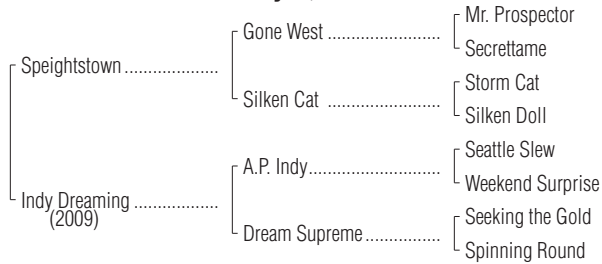 Mr. Prospector
Gone West ........................
Secrettame
Speightstown ....................
Storm Cat
Silken Cat ........................
Silken Doll
Seattle Slew
A.P. Indy............................
Weekend Surprise
Indy Dreaming ..................
(2009)
Seeking the Gold
Dream Supreme................
Spinning Round